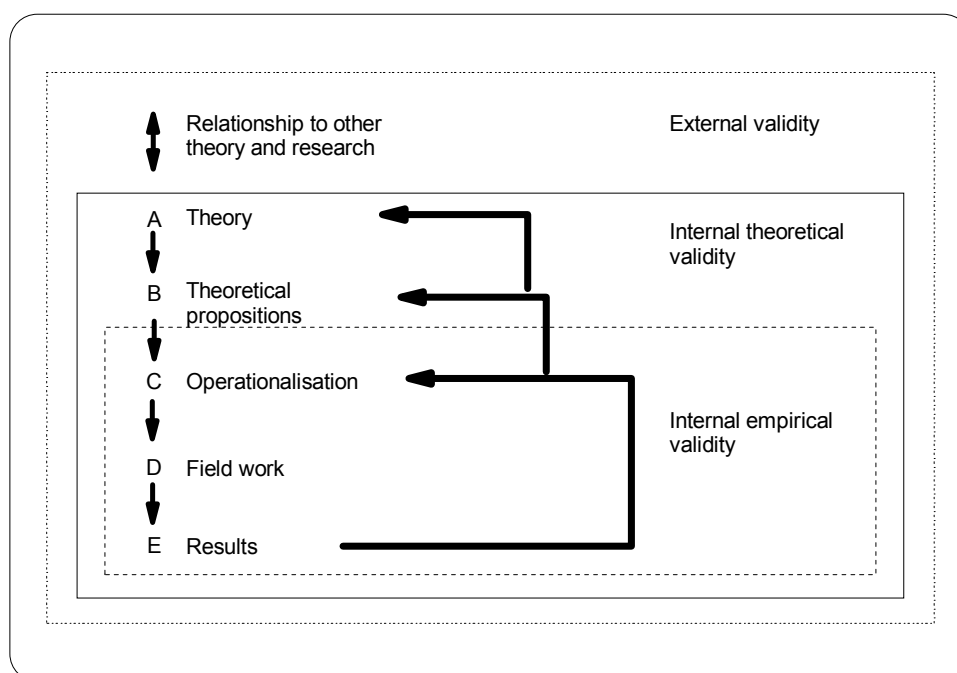 Relationship to other
theory and research
External validity
A Theory
Internal theoretical
validity
B Theoretical
propositions
C Operationalisation
Internal empirical
validity
D Field work
E Results